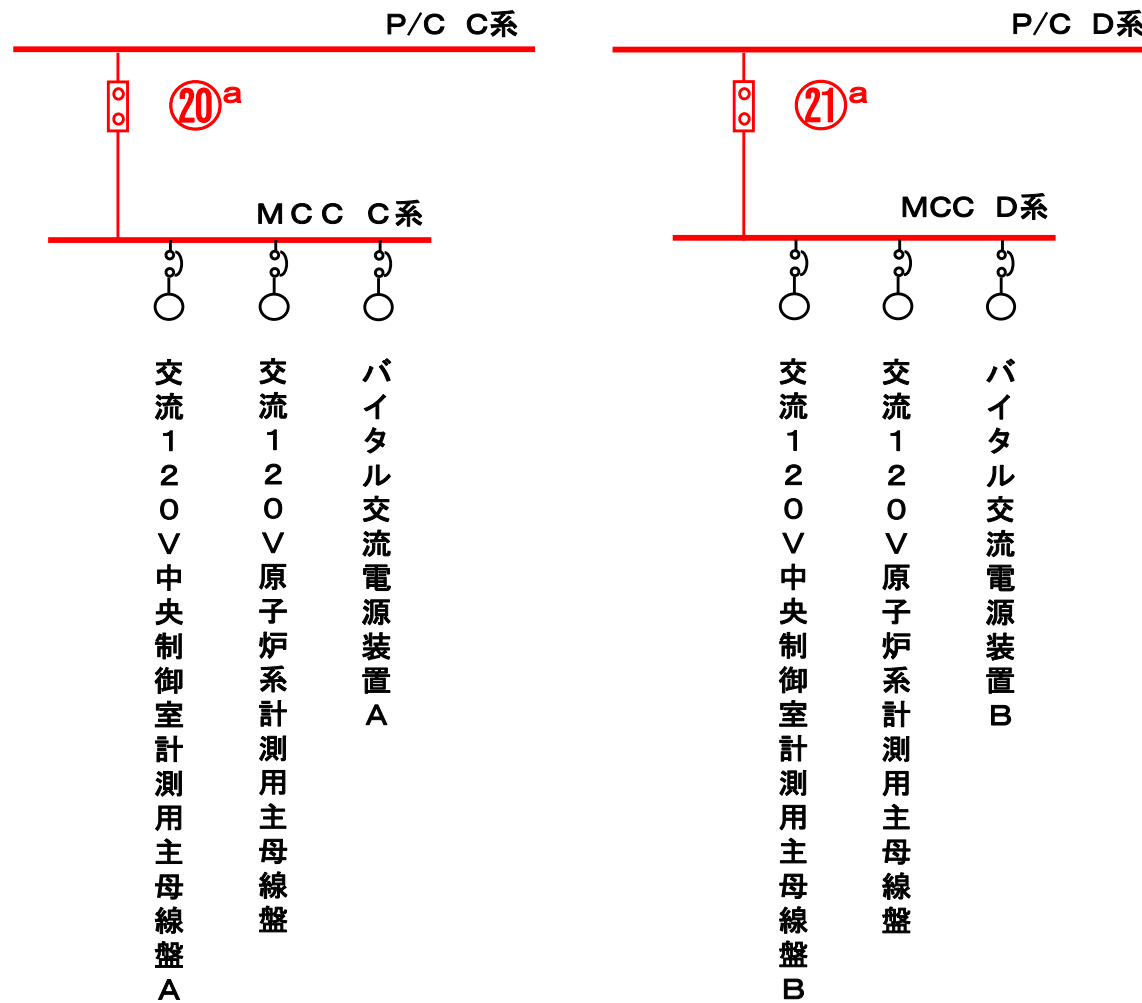 P/C C系
⑳a
MCC C系
交流120V中央制御室計測用主母線盤A
交流120V原子炉系計測用主母線盤
バイタル交流電源装置A
P/C D系
㉑a
MCC D系
交流120V中央制御室計測用主母線盤B
交流120V原子炉系計測用主母線盤
バイタル交流電源装置B